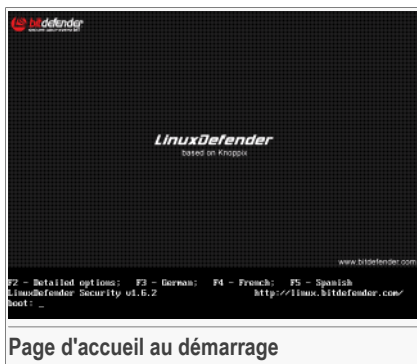 bitdefender
LinuxDefender
based on Knoppix
www.bitdefender.com
F2 - Detailed options;  F3 - German;  F4 - French;  F5 - Spanish
LinuxDefender Security v1.6.2  http://linux.bitdefender.com/
boot: _
Page d'accueil au démarrage